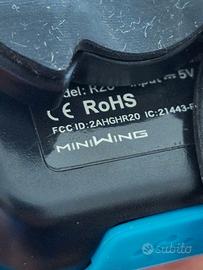 del: R20 Input ⎓ 5V
CE RoHS
FCC ID:2AHGHR20 IC:21443-
MINIWING
subito